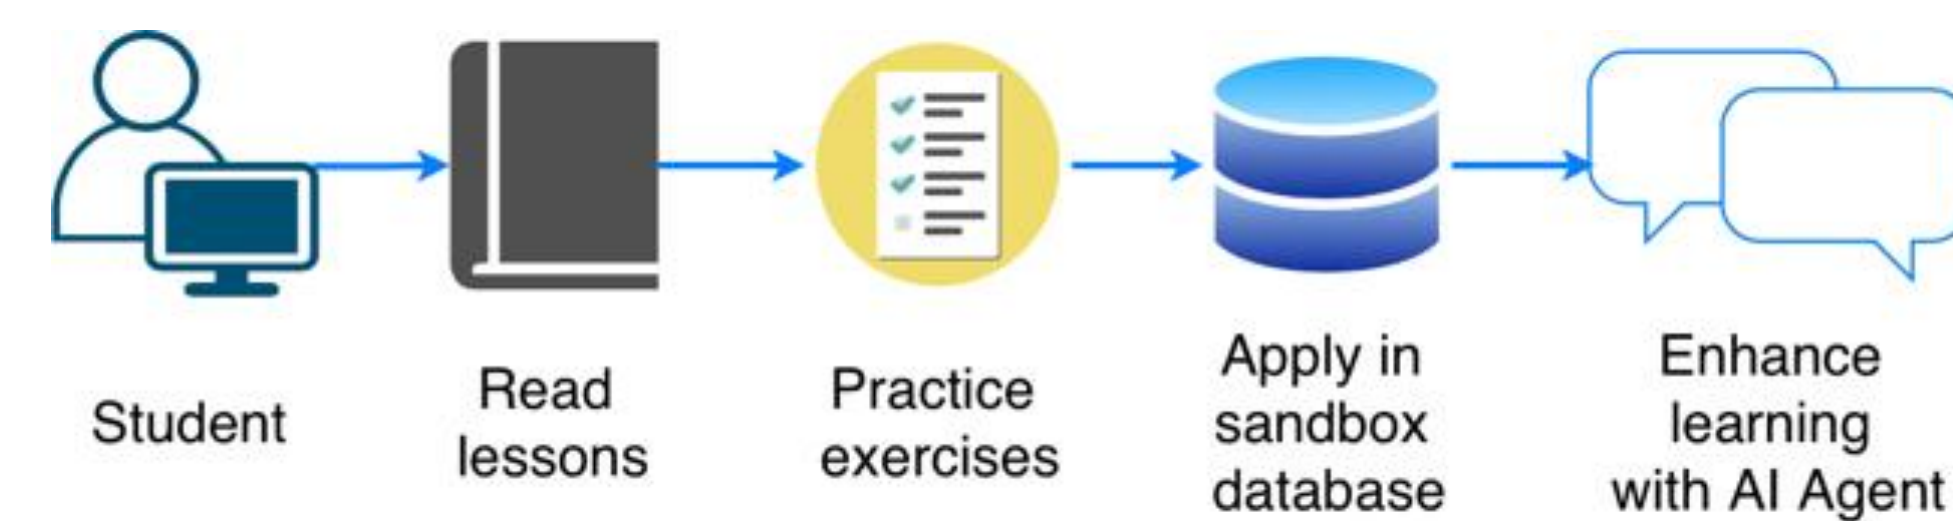 Student
Read
lessons
Practice
exercises
Apply in
sandbox
database
Enhance
learning
with AI Agent